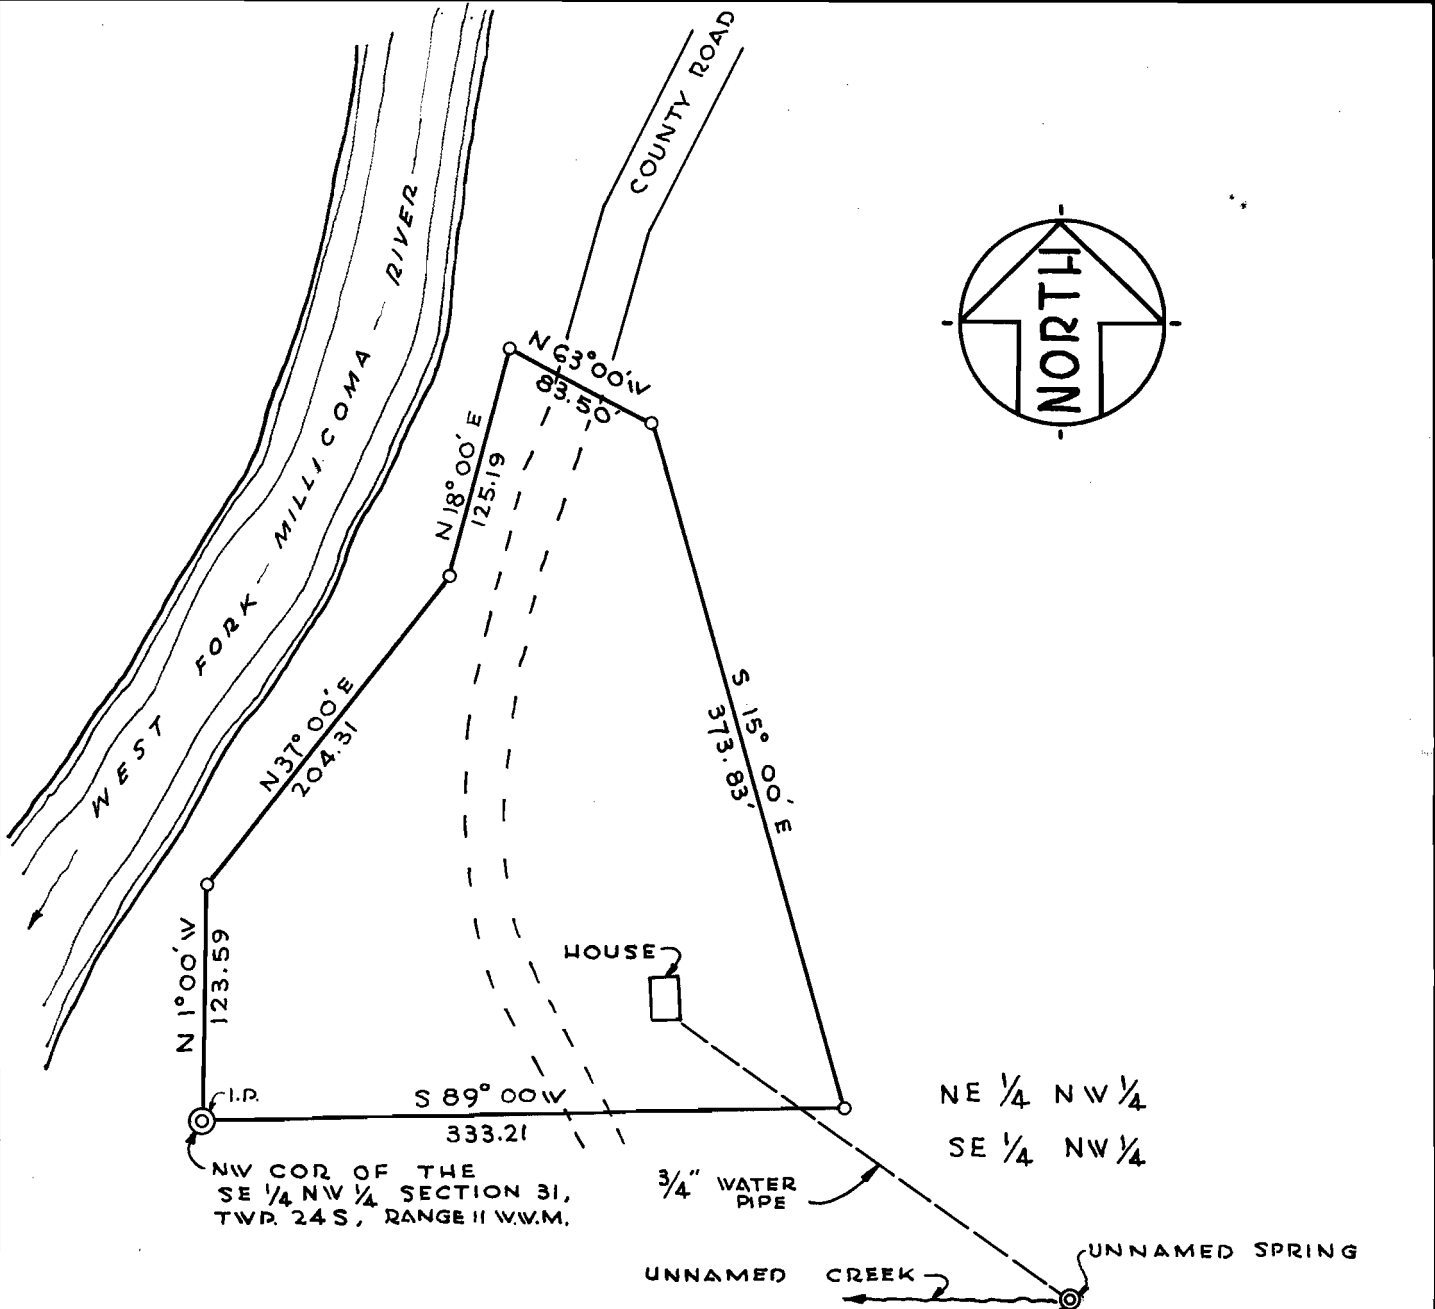 COUNTY ROAD
WEST FORK — MILLICOMA — RIVER
NORTH
N 63°00'W
83.50'
N 18°00'E
125.19
N 37°00'E
204.31
S 15°00'E
373.83'
N 1°00'W
123.59
HOUSE
I.P.
S 89°00W
333.21
NE 1/4 NW 1/4
SE 1/4 NW 1/4
NW COR OF THE
SE 1/4 NW 1/4 SECTION 31,
TWP. 24S, RANGE 11 W.W.M.
3/4" WATER
PIPE
UNNAMED SPRING
UNNAMED CREEK